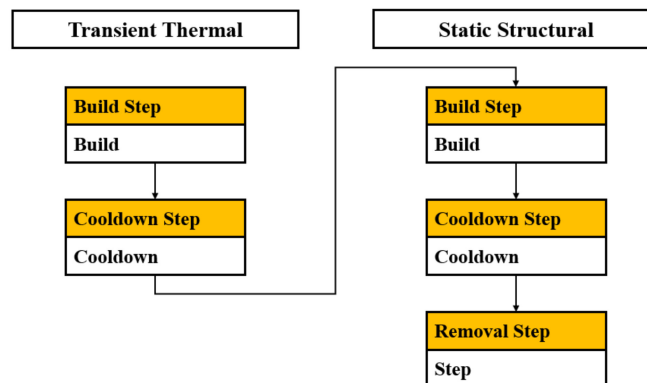 Transient Thermal
Build Step
Build
Cooldown Step
Cooldown
Static Structural
Build Step
Build
Cooldown Step
Cooldown
Removal Step
Step